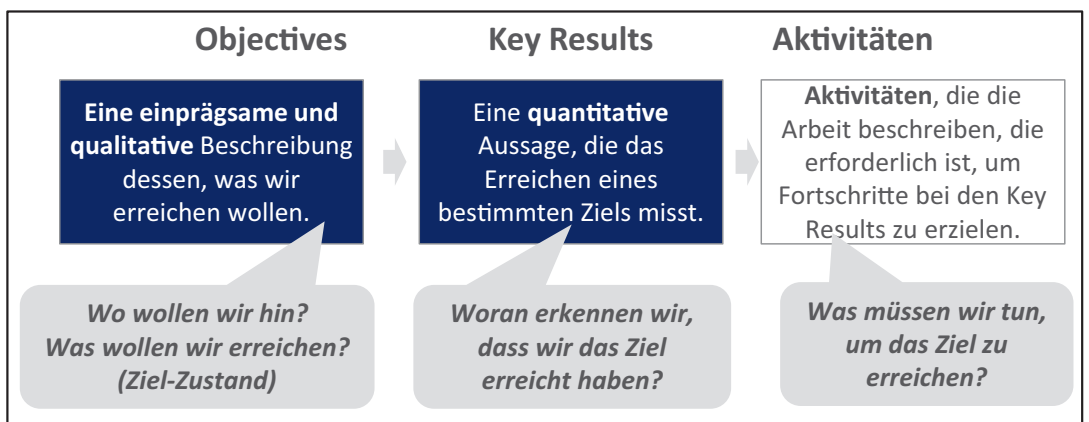 Objectives
Key Results
Aktivitäten
Eine einprägsame und
qualitative Beschreibung
dessen, was wir
erreichen wollen.
Eine quantitative
Aussage, die das
Erreichen eines
bestimmten Ziels misst.
Aktivitäten, die die
Arbeit beschreiben, die
erforderlich ist, um
Fortschritte bei den Key
Results zu erzielen.
Wo wollen wir hin?
Was wollen wir erreichen?
(Ziel-Zustand)
Woran erkennen wir,
dass wir das Ziel
erreicht haben?
Was müssen wir tun,
um das Ziel zu
erreichen?